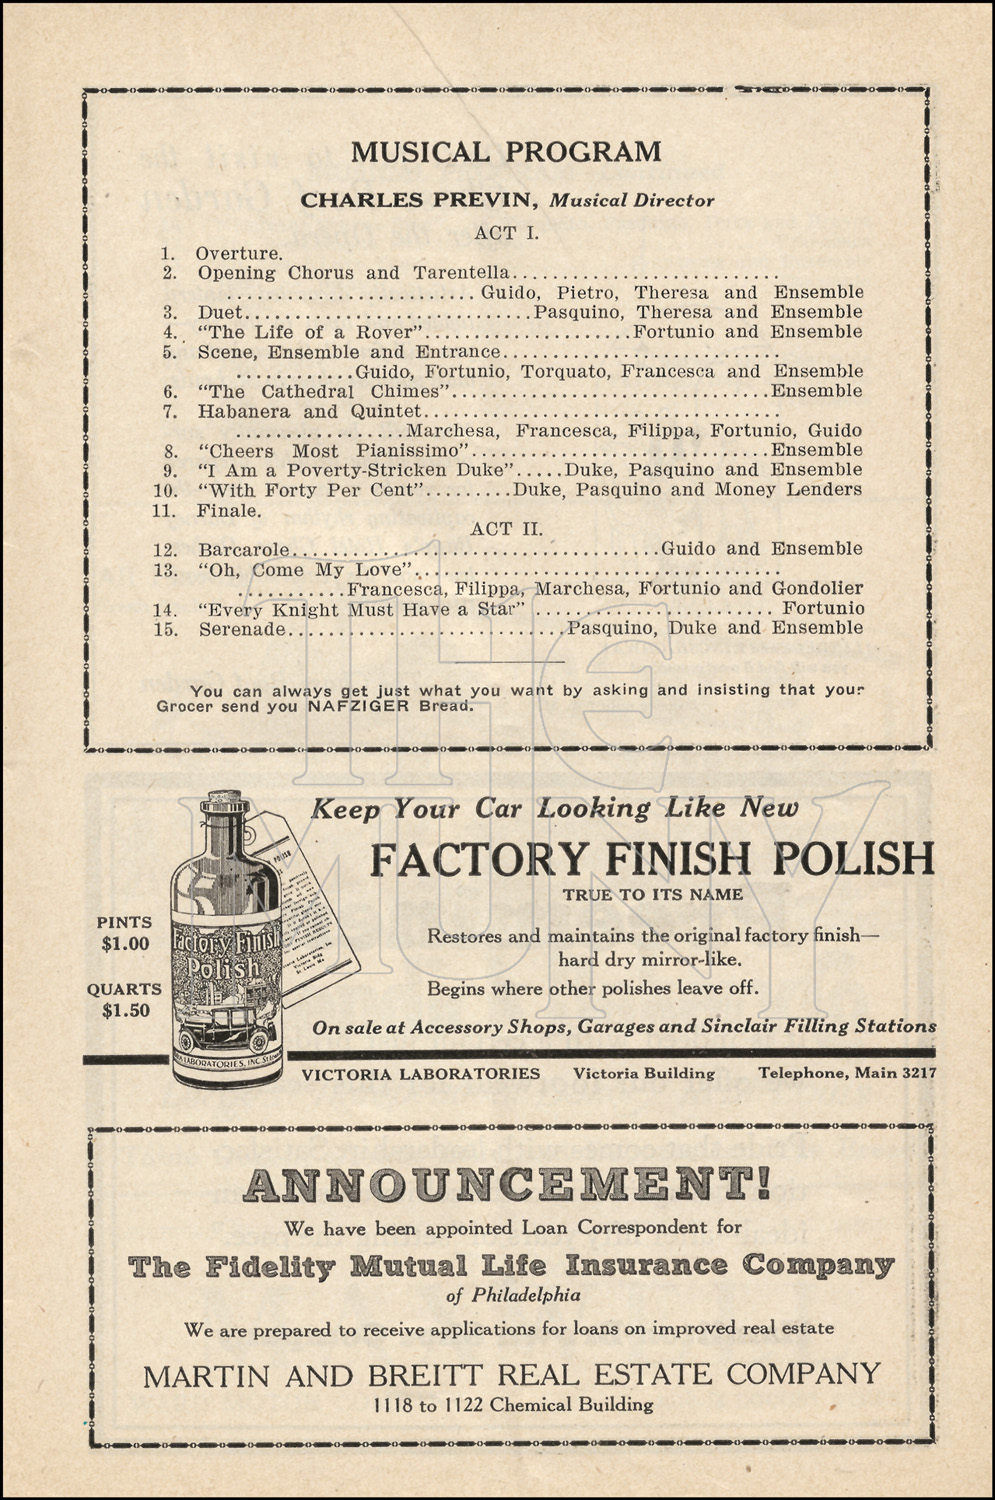 MUSICAL PROGRAM
CHARLES PREVIN, Musical Director
ACT I.
1. Overture.
2. Opening Chorus and Tarentella...........................
.........................Guido, Pietro, Theresa and Ensemble
3. Duet.............................Pasquino, Theresa and Ensemble
4. "The Life of a Rover".....................Fortunio and Ensemble
5. Scene, Ensemble and Entrance............................
............Guido, Fortunio, Torquato, Francesca and Ensemble
6. "The Cathedral Chimes"................................Ensemble
7. Habanera and Quintet....................................
.................Marchesa, Francesca, Filippa, Fortunio, Guido
8. "Cheers Most Pianissimo"..............................Ensemble
9. "I Am a Poverty-Stricken Duke".....Duke, Pasquino and Ensemble
10. "With Forty Per Cent".........Duke, Pasquino and Money Lenders
11. Finale.
ACT II.
12. Barcarole.....................................Guido and Ensemble
13. "Oh, Come My Love".....................................
...........Francesca, Filippa, Marchesa, Fortunio and Gondolier
14. "Every Knight Must Have a Star" ........................ Fortunio
15. Serenade............................Pasquino, Duke and Ensemble
You can always get just what you want by asking and insisting that your
Grocer send you NAFZIGER Bread.
The
MUNY
Keep Your Car Looking Like New
FACTORY FINISH POLISH
TRUE TO ITS NAME
PINTS
$1.00
QUARTS
$1.50
Factory Finish
Polish
LABORATORIES, INC. St. Louis
Restores and maintains the original factory finish—
hard dry mirror-like.
Begins where other polishes leave off.
On sale at Accessory Shops, Garages and Sinclair Filling Stations
VICTORIA LABORATORIES Victoria Building Telephone, Main 3217
ANNOUNCEMENT!
We have been appointed Loan Correspondent for
The Fidelity Mutual Life Insurance Company
of Philadelphia
We are prepared to receive applications for loans on improved real estate
MARTIN AND BREITT REAL ESTATE COMPANY
1118 to 1122 Chemical Building